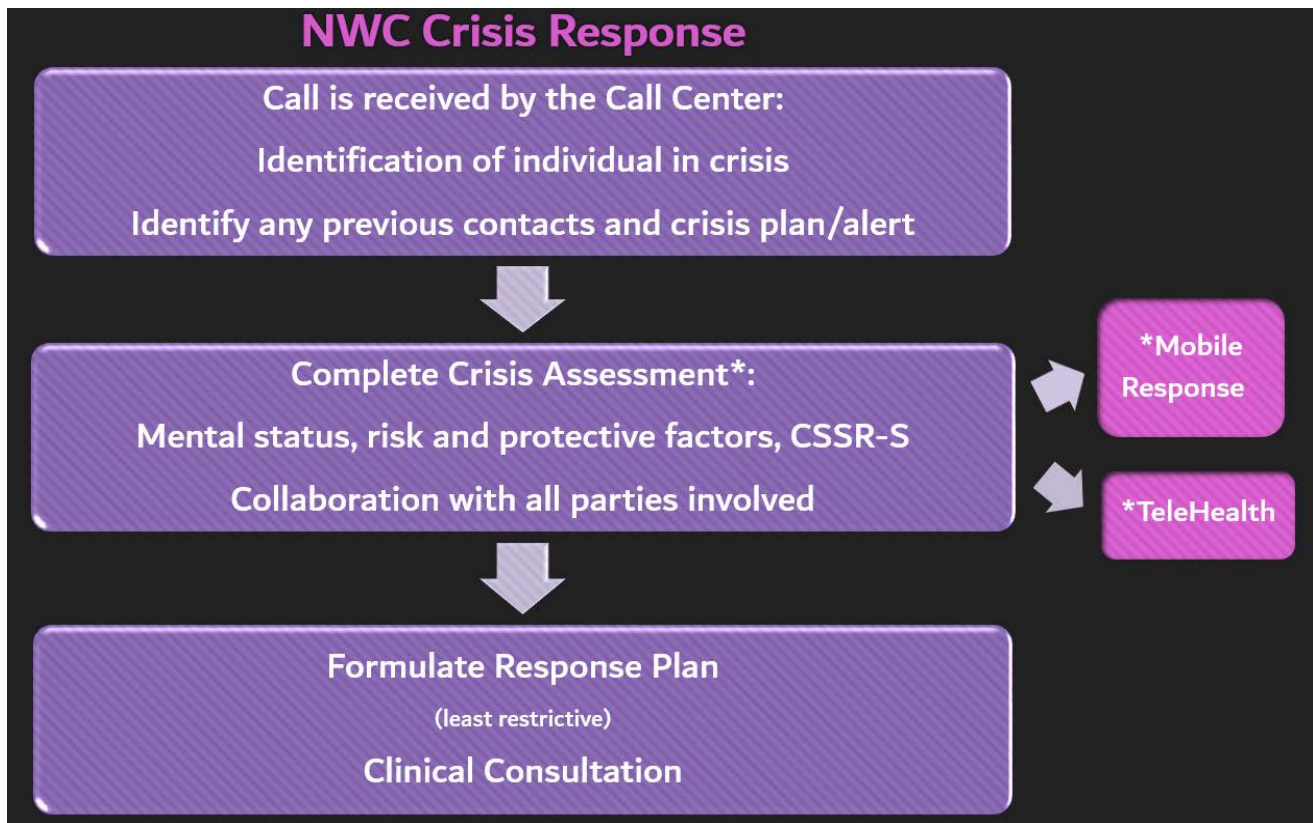 NWC Crisis Response
Call is received by the Call Center:
Identification of individual in crisis
Identify any previous contacts and crisis plan/alert
Complete Crisis Assessment*:
Mental status, risk and protective factors, CSSR-S
Collaboration with all parties involved
*Mobile
Response
*TeleHealth
Formulate Response Plan
(least restrictive)
Clinical Consultation